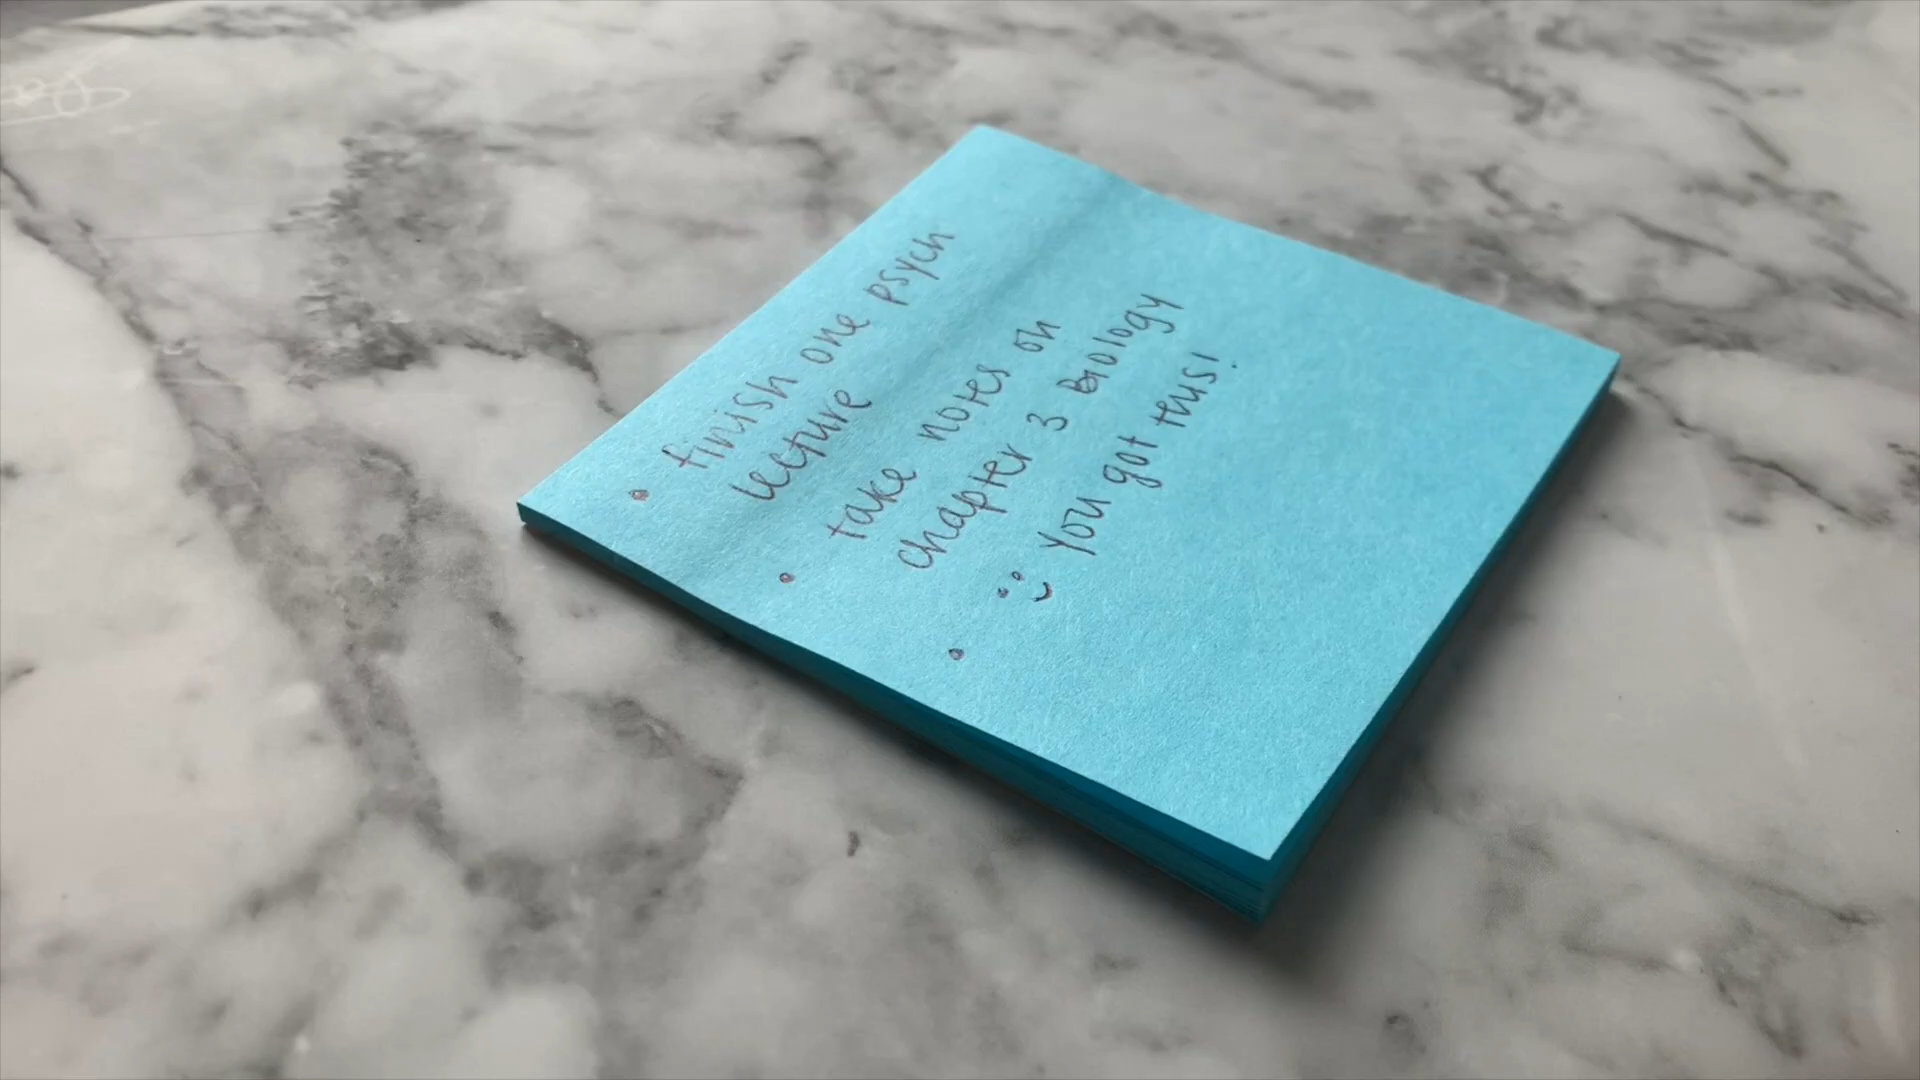 • finish one psych
lecture
• take notes on
chapter 3 Biology
• :) You got this!